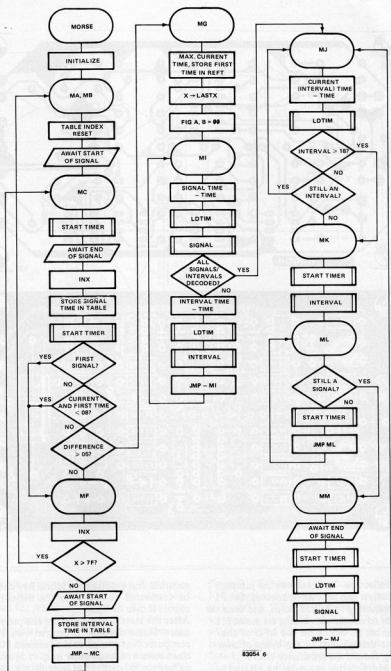 MORSE
INITIALIZE
MA, MB
TABLE INDEX
RESET
AWAIT START
OF SIGNAL
MC
START TIMER
AWAIT END
OF SIGNAL
INX
STORE SIGNAL
TIME IN TABLE
START TIMER
YES
FIRST
SIGNAL?
NO
YES
CURRENT
AND FIRST TIME
< 08?
NO
DIFFERENCE
> 05?
NO
MF
INX
YES
X > 7F?
NO
AWAIT START
OF SIGNAL
STORE INTERVAL
TIME IN TABLE
JMP – MC
MG
MAX. CURRENT
TIME, STORE FIRST
TIME IN REFT
X → LASTX
FIG A, B = 00
MI
SIGNAL TIME
– TIME
LDTIM
SIGNAL
ALL
SIGNALS/
INTERVALS
DECODED?
YES
NO
INTERVAL TIME
– TIME
LDTIM
INTERVAL
JMP – MI
MJ
CURRENT
(INTERVAL) TIME
– TIME
LDTIM
INTERVAL > 18?
YES
NO
YES
STILL AN
INTERVAL?
NO
MK
START TIMER
INTERVAL
ML
STILL A
SIGNAL?
YES
NO
START TIMER
JMP ML
MM
AWAIT END
OF SIGNAL
START TIMER
LDTIM
SIGNAL
JMP – MJ
83054 6